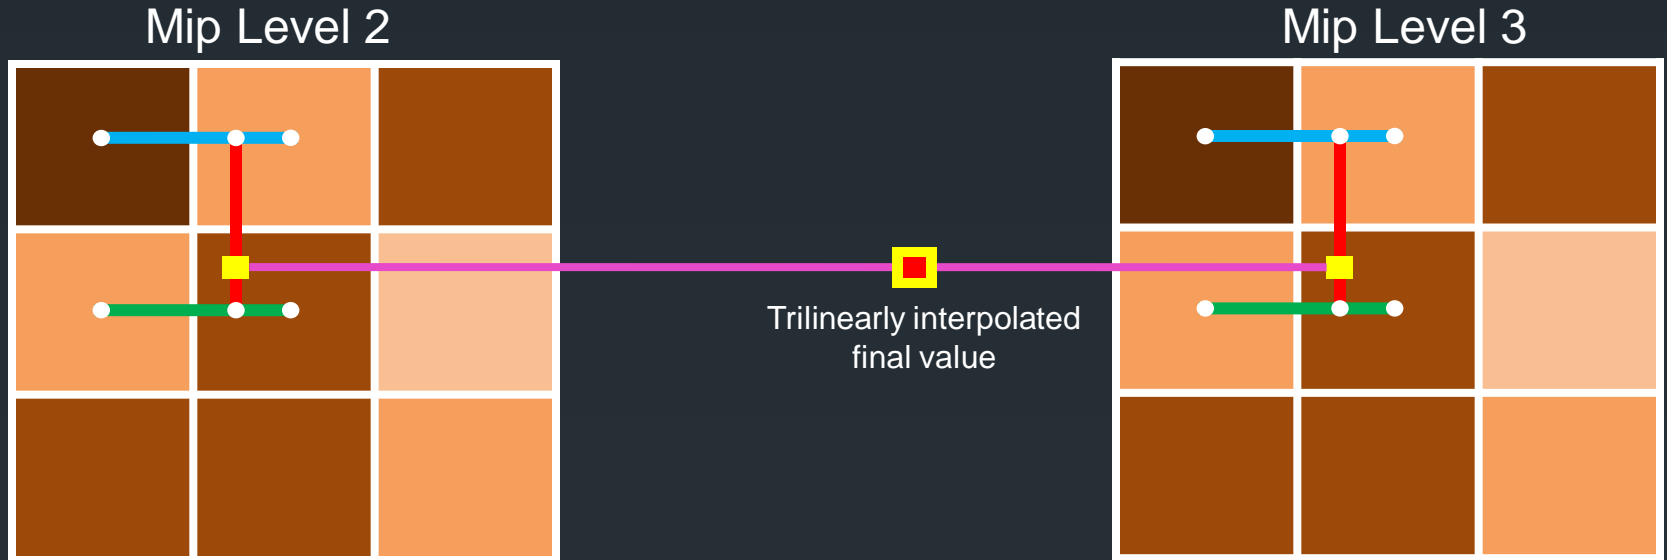 Mip Level 2
Mip Level 3
Trilinearly interpolated
final value